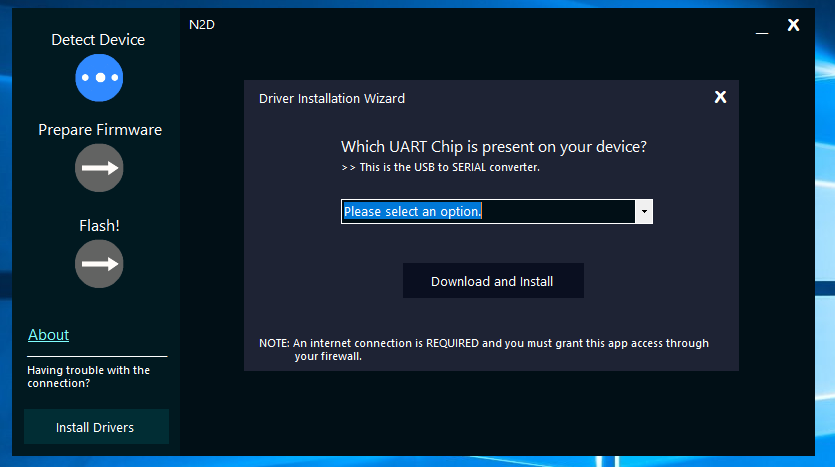 Detect Device
Prepare Firmware
Flash!
About
Having trouble with the
connection?
Install Drivers
N2D
Driver Installation Wizard
Which UART Chip is present on your device?
>> This is the USB to SERIAL converter.
Please select an option.
Download and Install
NOTE: An internet connection is REQUIRED and you must grant this app access through
your firewall.